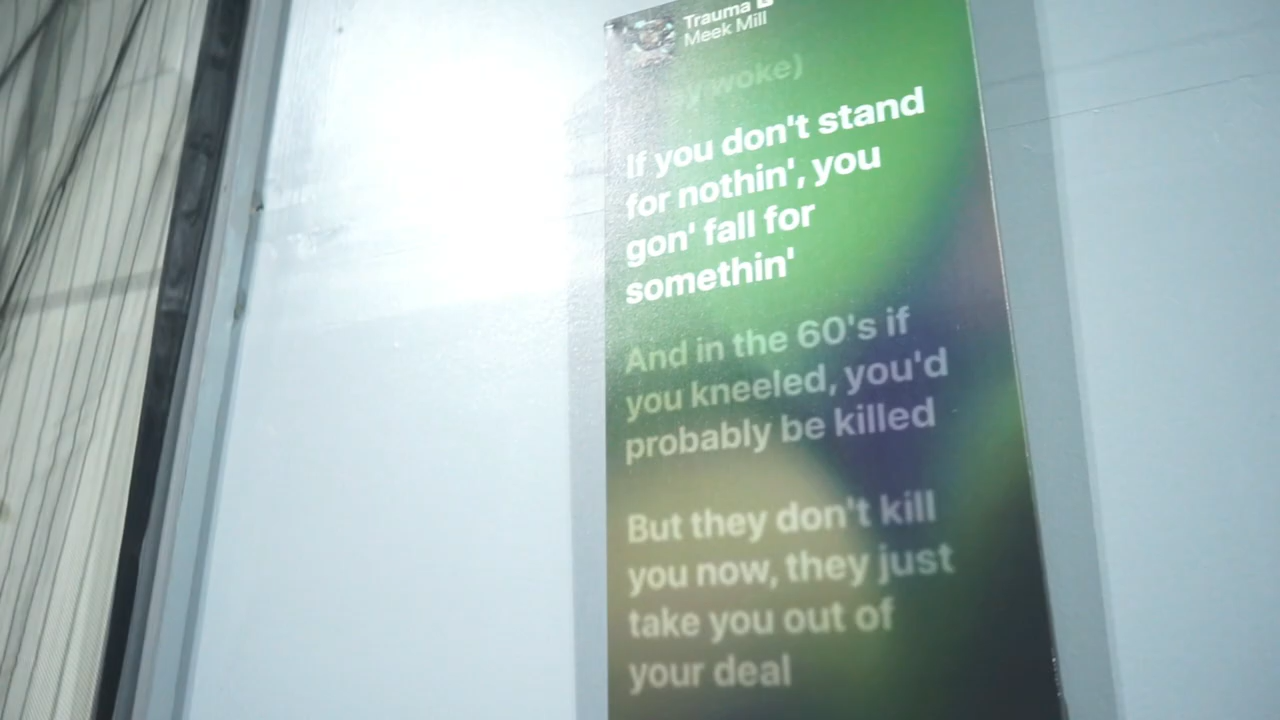 Trauma E
Meek Mill
woke)
If you don't stand
for nothin', you
gon' fall for
somethin'
And in the 60's if
you kneeled, you'd
probably be killed
But they don't kill
you now, they just
take you out of
your deal